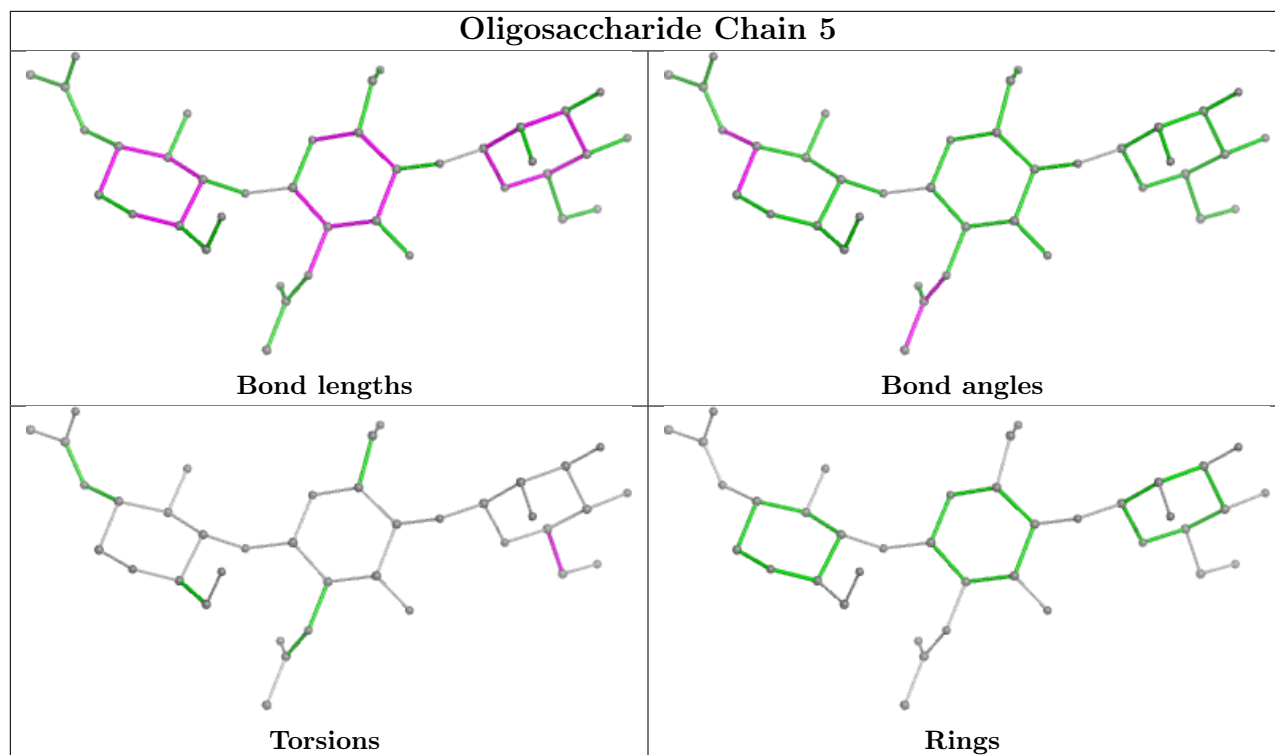 Oligosaccharide Chain 5
Bond lengths
Bond angles
Torsions
Rings